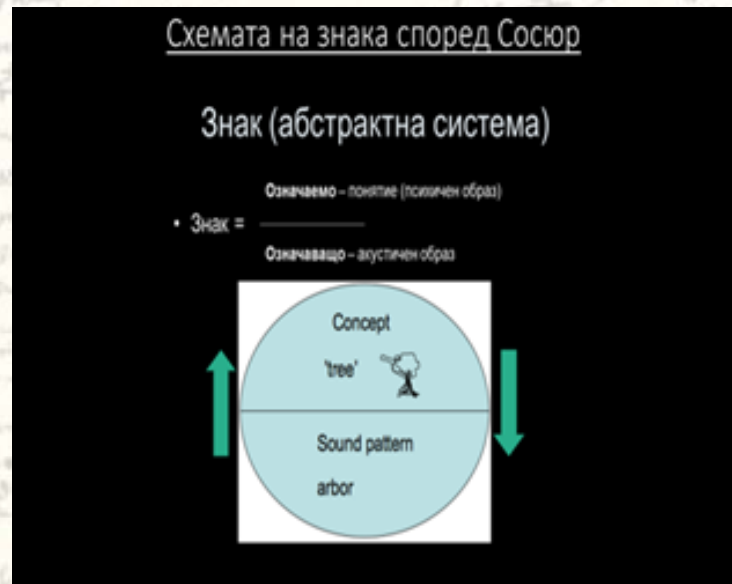 Схемата на знака според Сосюр
Знак (абстрактна система)
Означаемо – понятие (психичен образ)
• Знак =
Означаващо – акустичен образ
Concept
'tree'
Sound pattern
arbor